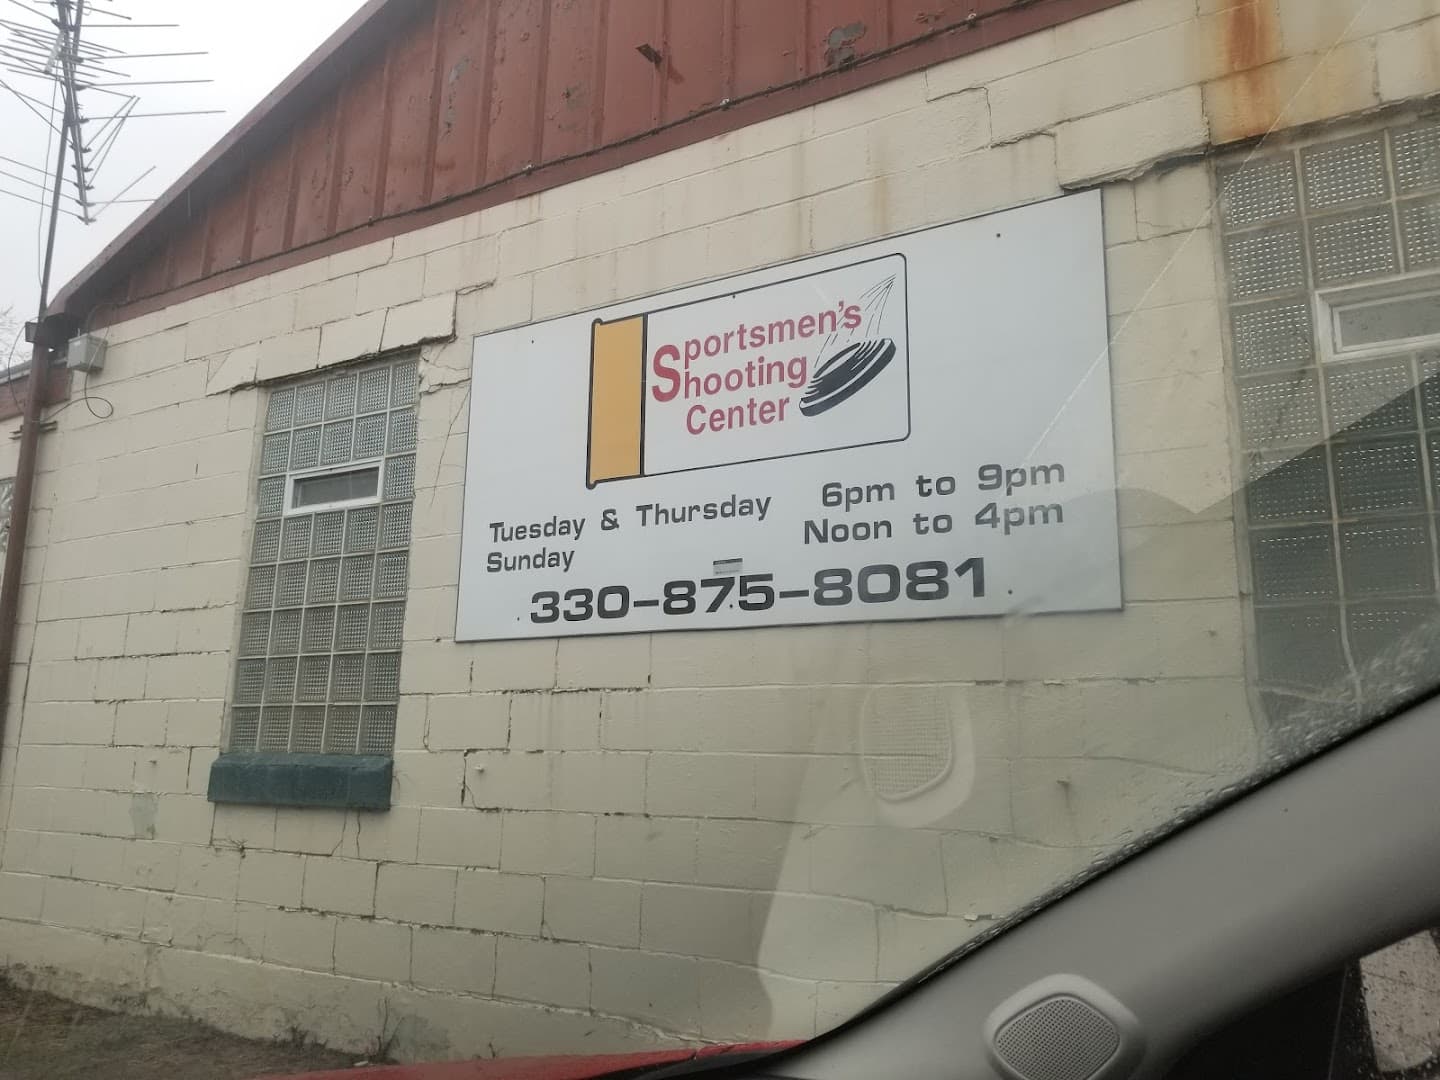 Sportsmen's
Shooting
Center
Tuesday & Thursday 6pm to 9pm
Sunday Noon to 4pm
330-875-8081